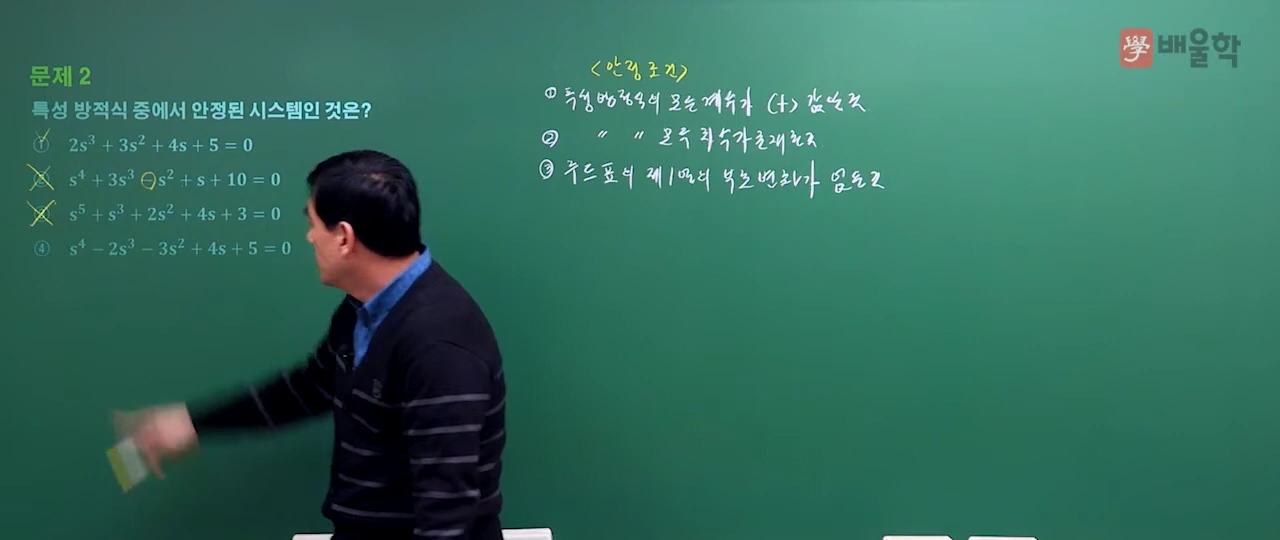 學 배울학
문제 2
특성 방적식 중에서 안정된 시스템인 것은?
① 2s³ + 3s² + 4s + 5 = 0
② s⁴ + 3s³ − s² + s + 10 = 0
③ s⁵ + s³ + 2s² + 4s + 3 = 0
④ s⁴ − 2s³ − 3s² + 4s + 5 = 0
<안정조건>
① 특성방정식의 모든 계수가 (+) 값일것
② 〃 〃 모두 차수가 존재할것
③ 루드표의 제1열의 부호변화가 없을것